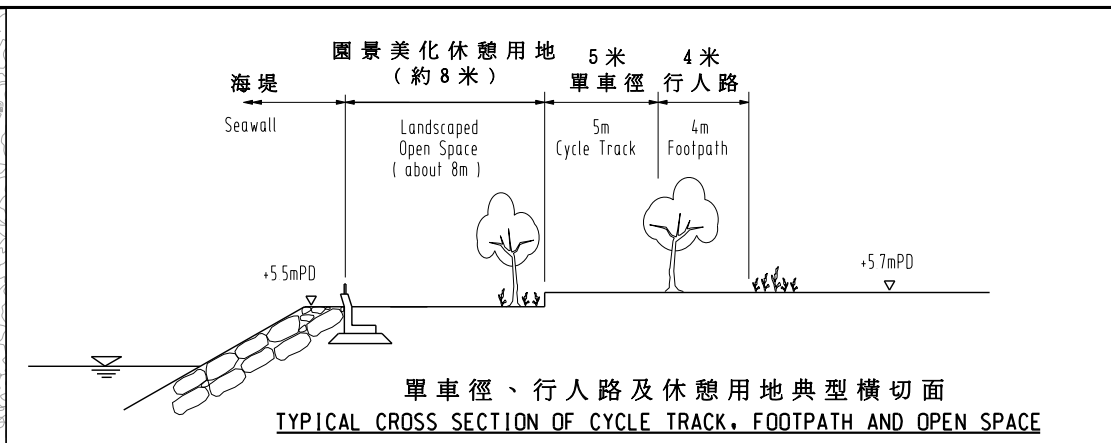 園景美化休憩用地
(約8米)
5米
單車徑
4米
行人路
海堤
Seawall
Landscaped
Open Space
( about 8m )
5m
Cycle Track
4m
Footpath
+5.5mPD
+5.7mPD
單車徑、行人路及休憩用地典型橫切面
TYPICAL CROSS SECTION OF CYCLE TRACK, FOOTPATH AND OPEN SPACE